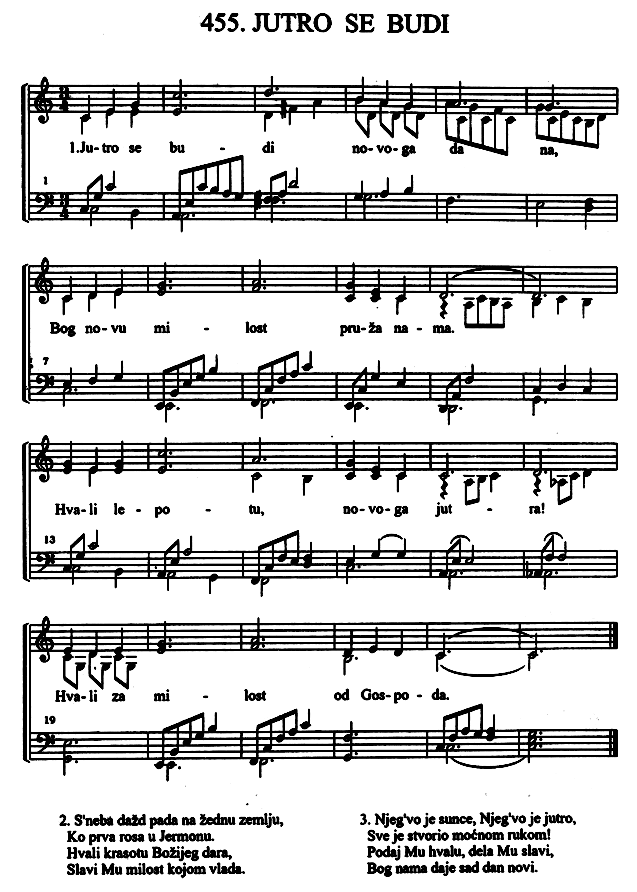 455. JUTRO SE BUDI
3
4
1.Ju-tro se bu - di no-vo-ga da na,
1
3
4
Bog no-vu mi - lost pru-ža na-ma.
7
Hva-li le-po - tu, no-vo-ga jut - ra!
13
Hva-li za mi - lost od Gos-po-da.
19
2. S'neba dažd pada na žednu zemlju,
Ko prva rosa u Jermonu.
Hvali krasotu Božijeg dara,
Slavi Mu milost kojom vlada.
3. Njeg'vo je sunce, Njeg'vo je jutro,
Sve je stvorio moćnom rukom!
Podaj Mu hvalu, dela Mu slavi,
Bog nama daje sad dan novi.